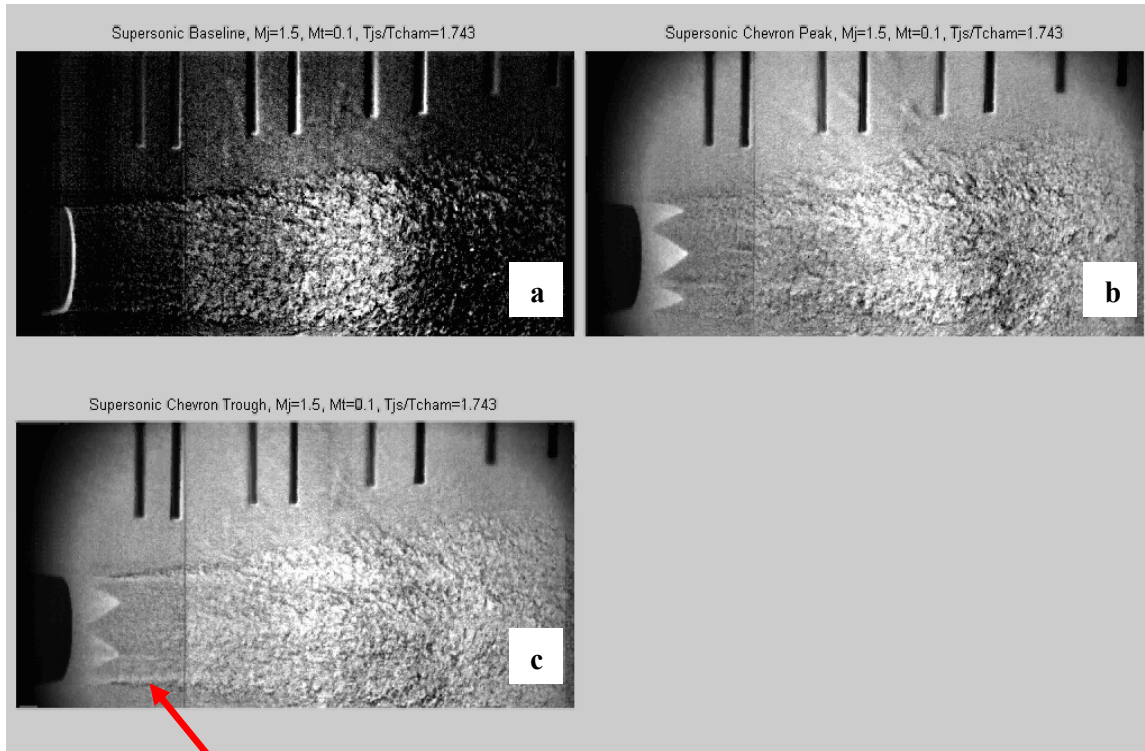 Supersonic Baseline, Mj=1.5, Mt=0.1, Tjs/Tcham=1.743
Supersonic Chevron Peak, Mj=1.5, Mt=0.1, Tjs/Tcham=1.743
a
b
Supersonic Chevron Trough, Mj=1.5, Mt=0.1, Tjs/Tcham=1.743
c